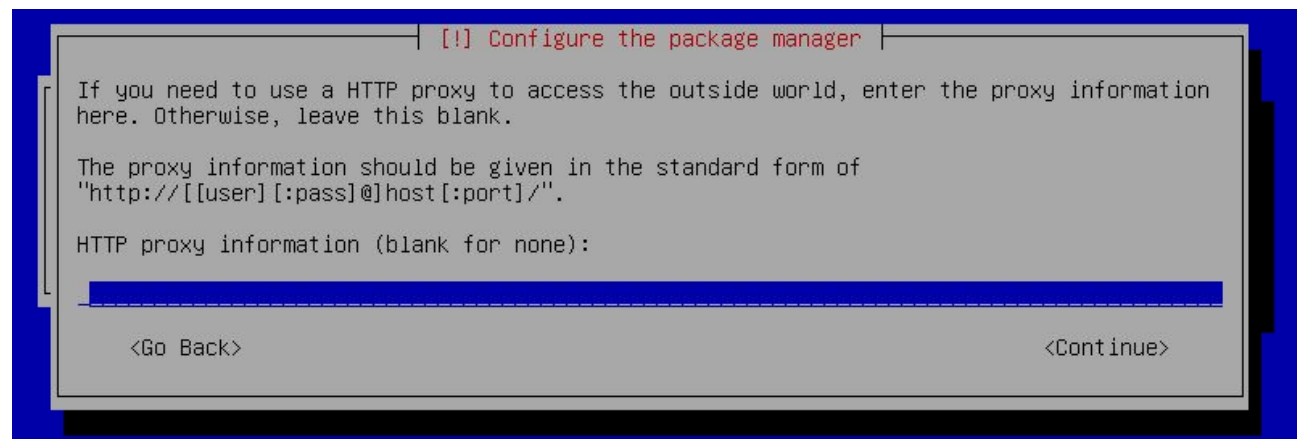 [!] Configure the package manager
If you need to use a HTTP proxy to access the outside world, enter the proxy information
here. Otherwise, leave this blank.
The proxy information should be given in the standard form of
"http://[[user][:pass]@]host[:port]/".
HTTP proxy information (blank for none):
<Go Back> <Continue>